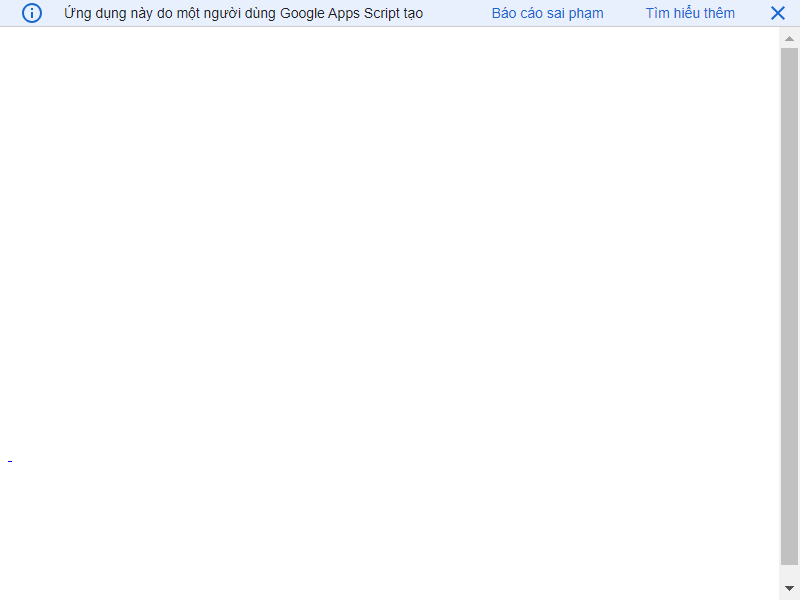 Ứng dụng này do một người dùng Google Apps Script tạo Báo cáo sai phạm Tìm hiểu thêm
-